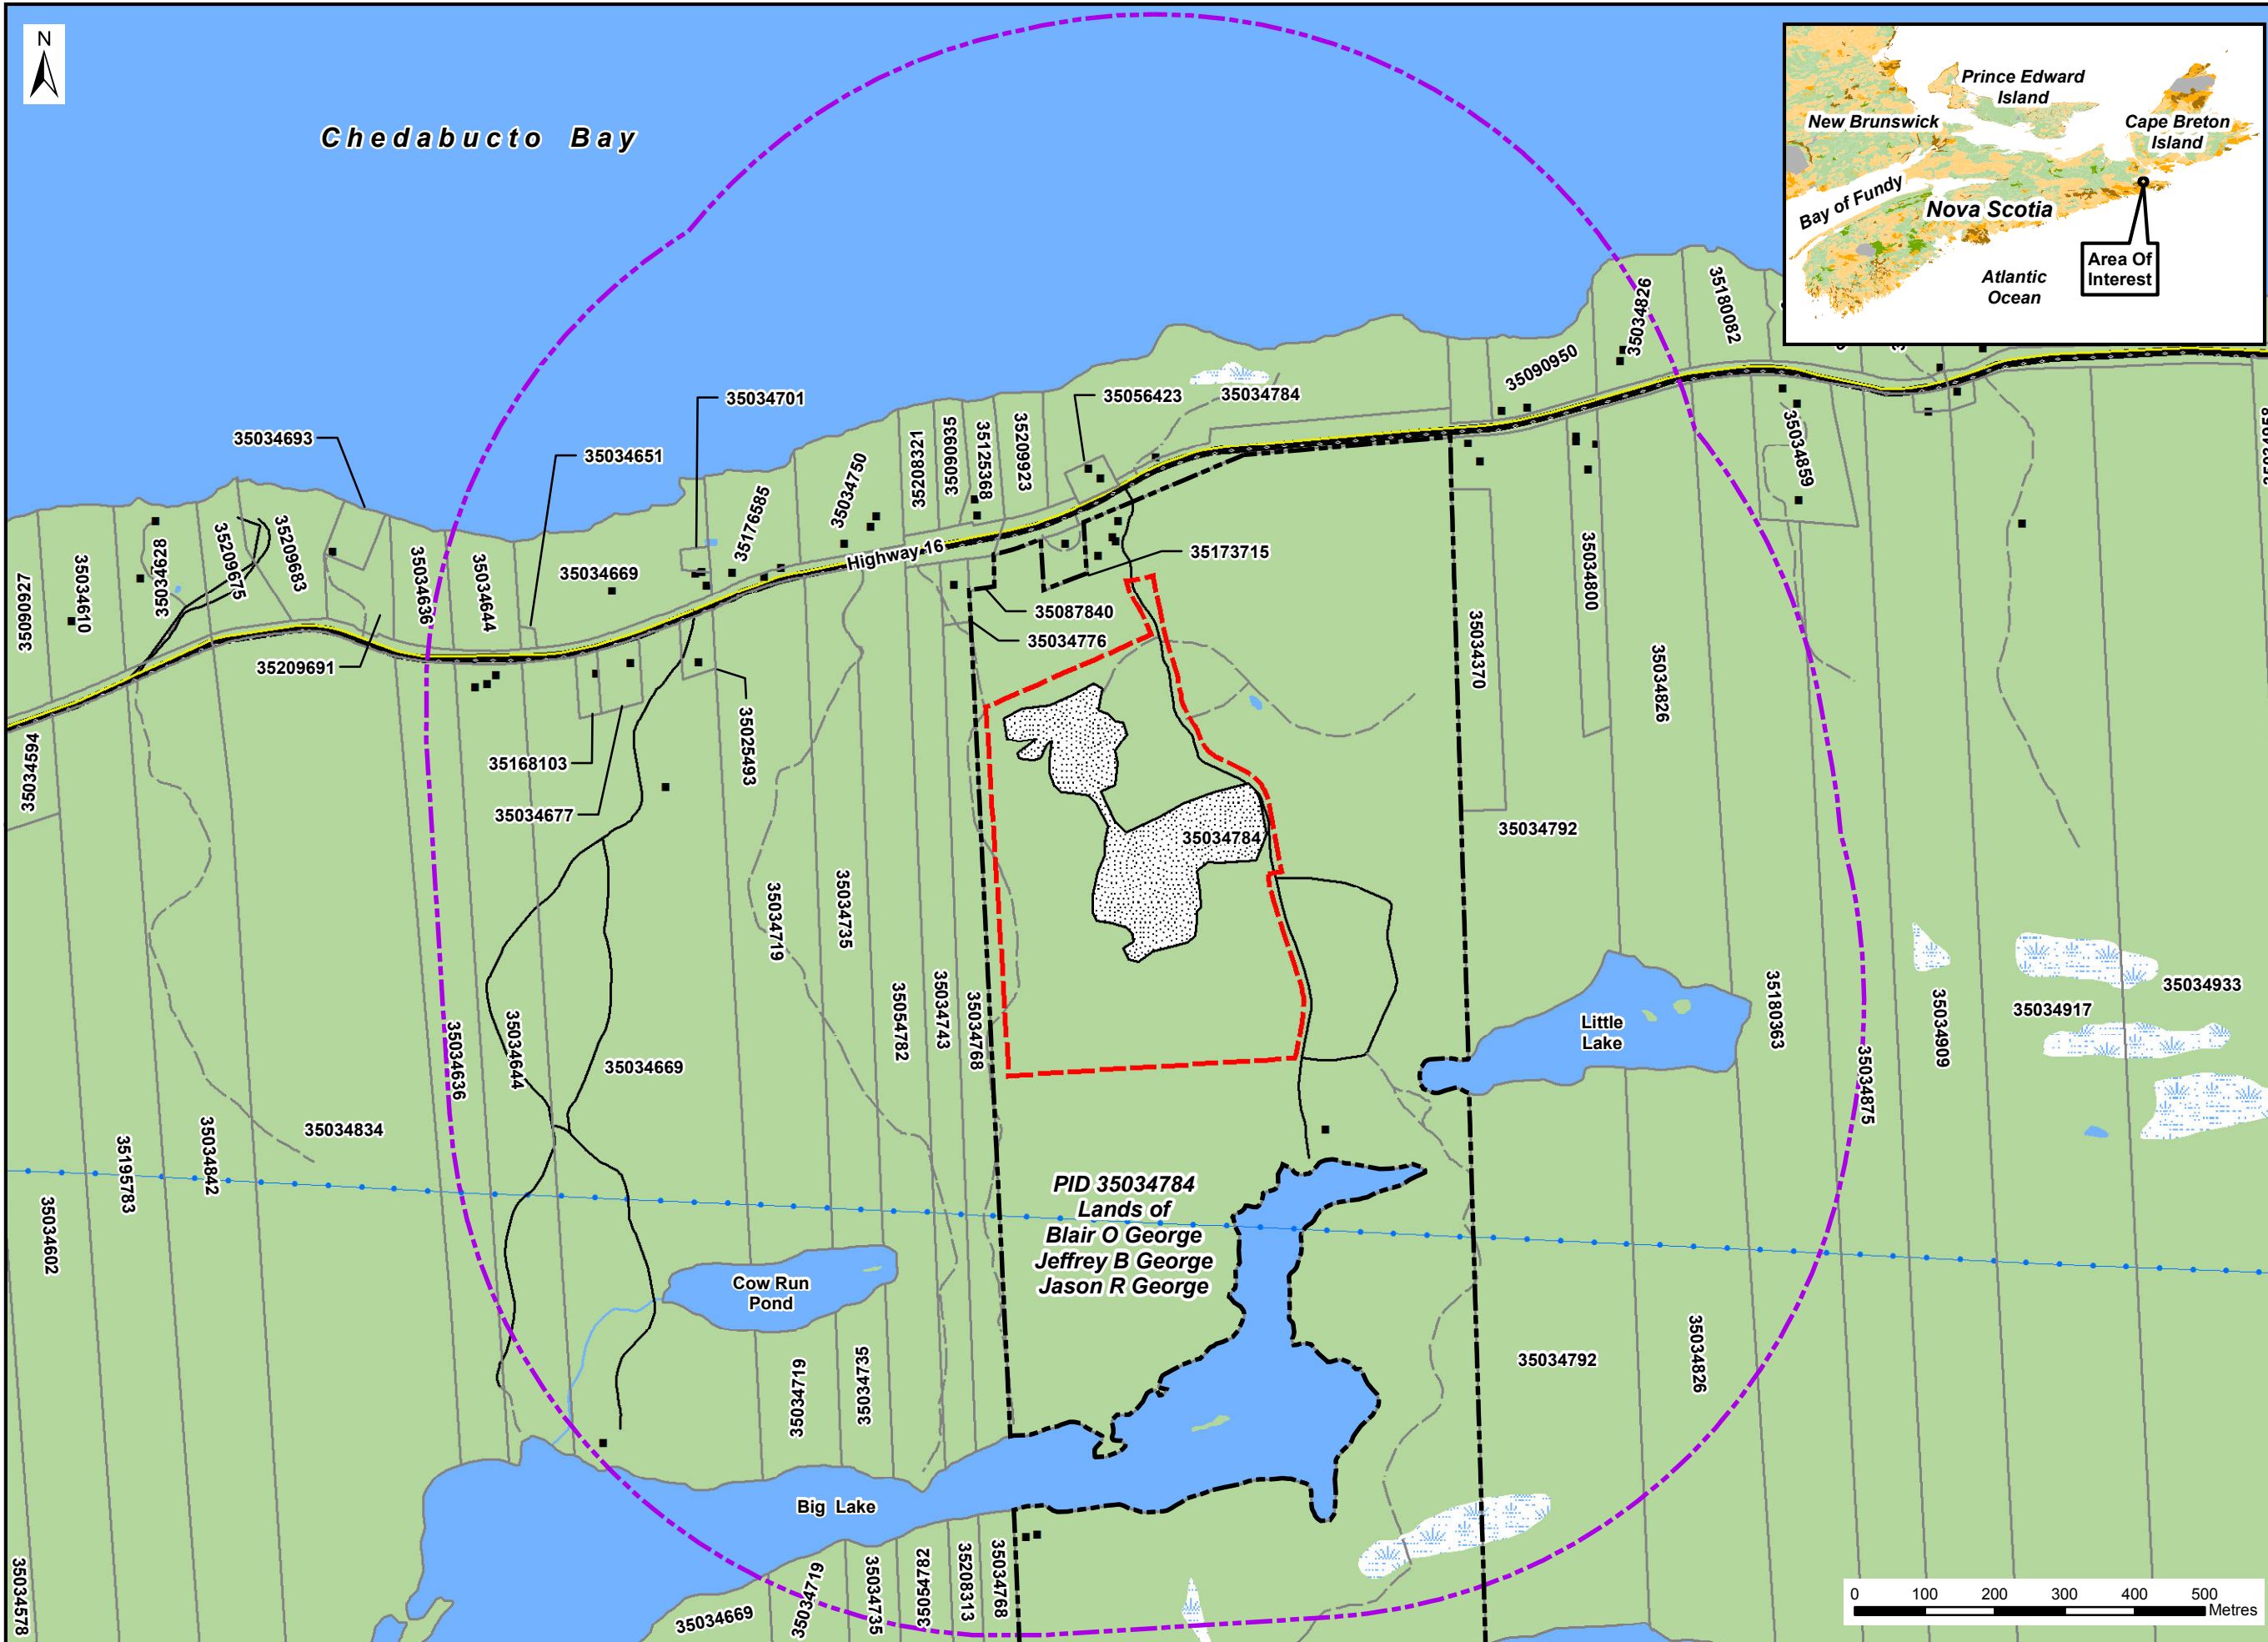 N
Chedabucto Bay
Prince Edward
Island
New Brunswick
Cape Breton
Island
Bay of Fundy
Nova Scotia
Area Of
Interest
Atlantic
Ocean
35034826
35180082
35090950
35034701
35056423
35034784
35034693
35034651
35034750
35208321
35090935
35125368
35209923
35034859
35176585
Highway 16
35173715
35090927
35034610
35034628
35209675
35209683
35034636
35034644
35034669
35087840
35034776
35209691
35034370
35034800
35034826
35034594
35168103
35025493
35034677
35034784
35034792
35034719
35034735
35054782
35034743
35034768
Little
Lake
35180363
35034909
35034917
35034933
35034636
35034644
35034669
35034875
35034834
35195783
35034842
35034602
PID 35034784
Lands of
Blair O George
Jeffrey B George
Jason R George
Cow Run
Pond
35034719
35034735
35034792
35034826
Big Lake
35034578
35034669
35034719
35034735
35054782
35208313
35034768
0 100 200 300 400 500
Metres